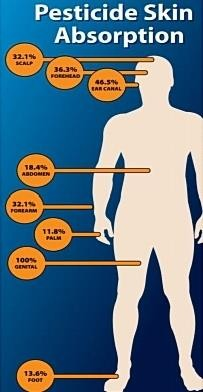 Pesticide Skin
Absorption
32.1%
SCALP
36.3%
FOREHEAD
46.5%
EAR CANAL
18.4%
ABDOMEN
32.1%
FOREARM
11.8%
PALM
100%
GENITAL
13.6%
FOOT